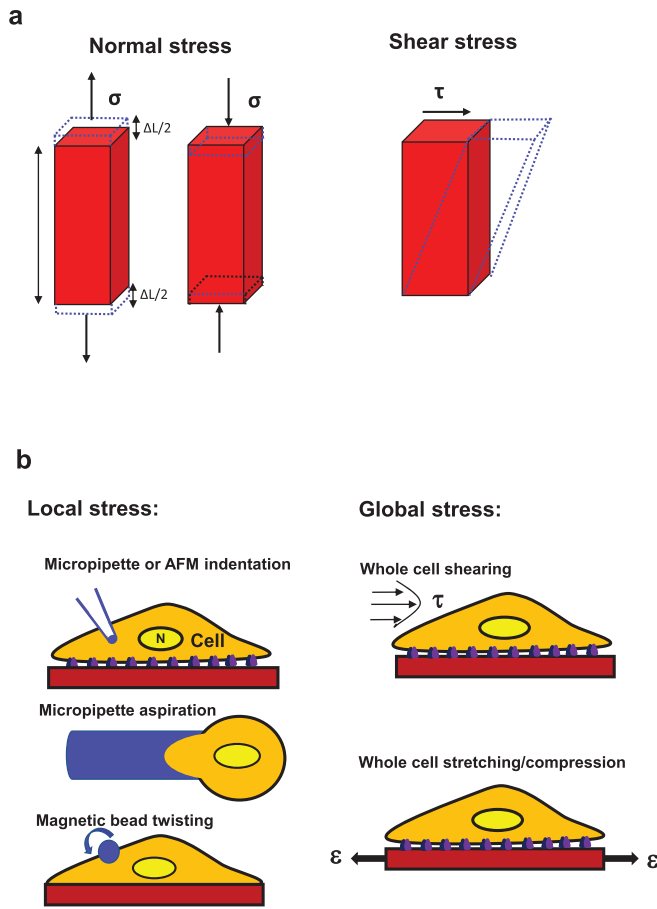 a
Normal stress
Shear stress
σ
ΔL/2
ΔL/2
σ
τ
b
Local stress:
Global stress:
Micropipette or AFM indentation
N
Cell
Whole cell shearing
τ
Micropipette aspiration
Magnetic bead twisting
Whole cell stretching/compression
ε
ε